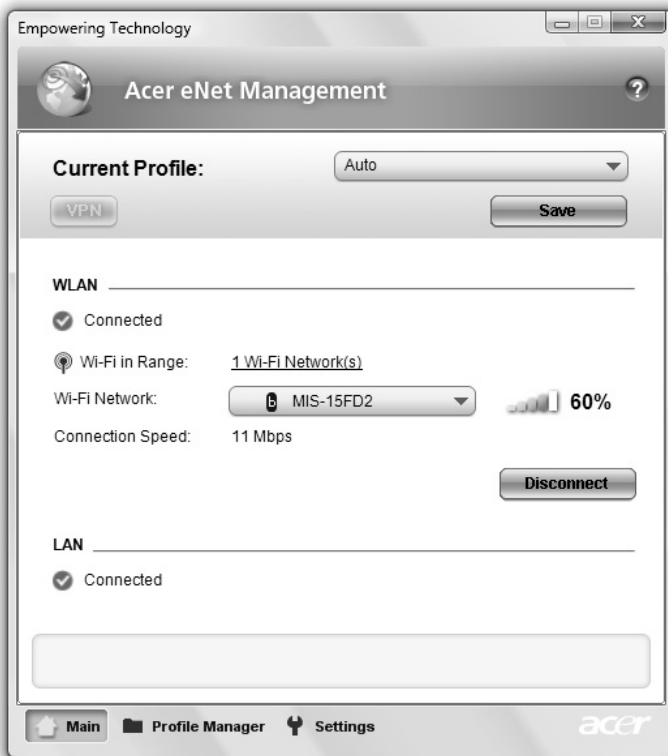 Empowering Technology
Acer eNet Management
?
Current Profile:
Auto
VPN
Save
WLAN
Connected
Wi-Fi in Range:
1 Wi-Fi Network(s)
Wi-Fi Network:
b MIS-15FD2
60%
Connection Speed:
11 Mbps
Disconnect
LAN
Connected
Main
Profile Manager
Settings
acer